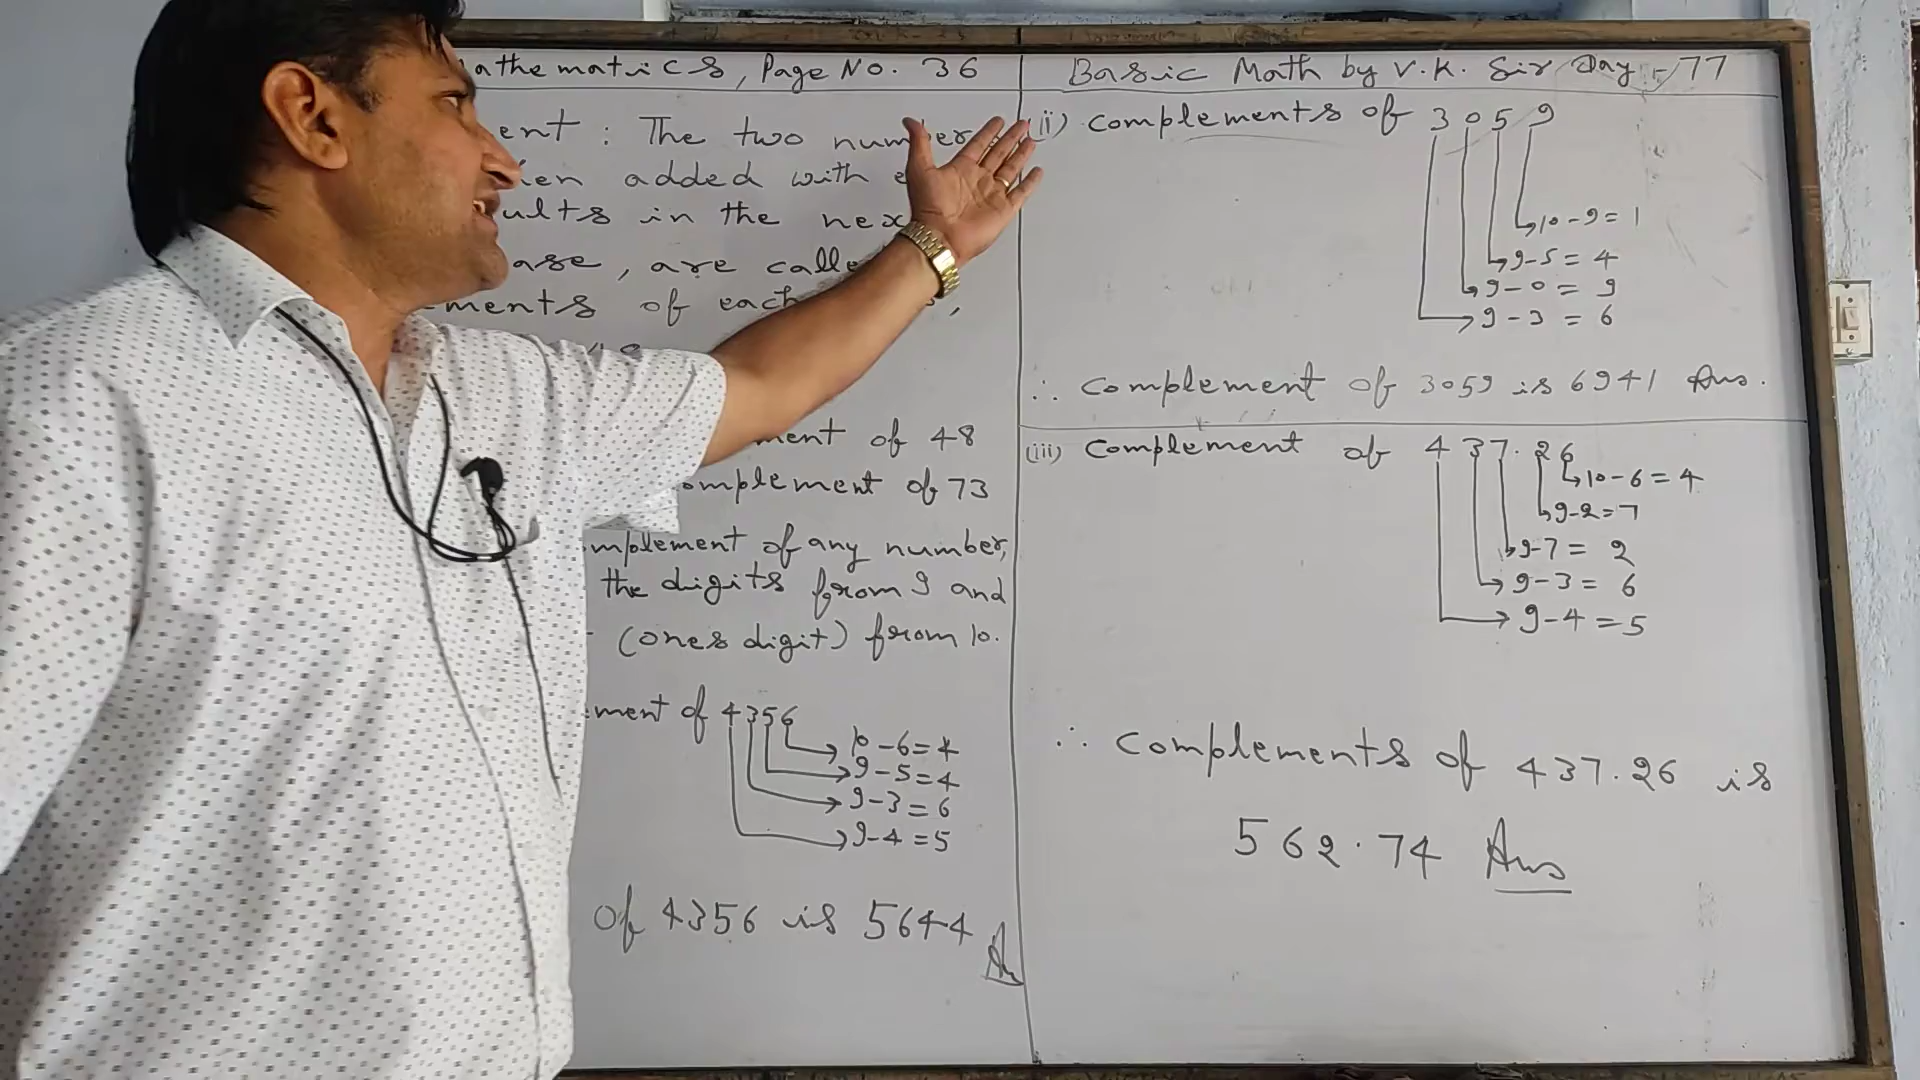 athematics, Page No. 36
ent : The two number
en added with
ults in the nex
ase, are calle
ments of each
48
ment of 48
omplement of 73
mplement of any number,
the digits from 9 and
(ones digit) from 10.
ment of 4356
10-6=4
9-5=4
9-3=6
9-4=5
of 4356 is 5644
An
Basic Math by V.K. Sir Day-77
(ii) complements of 3059
10-9=1
9-5=4
9-0=9
9-3=6
∴ complement of 3059 is 6941 Ans.
(iii) complement of 437.26
10-6=4
9-2=7
9-7=2
9-3=6
9-4=5
∴ complements of 437.26 is
562.74 Ans